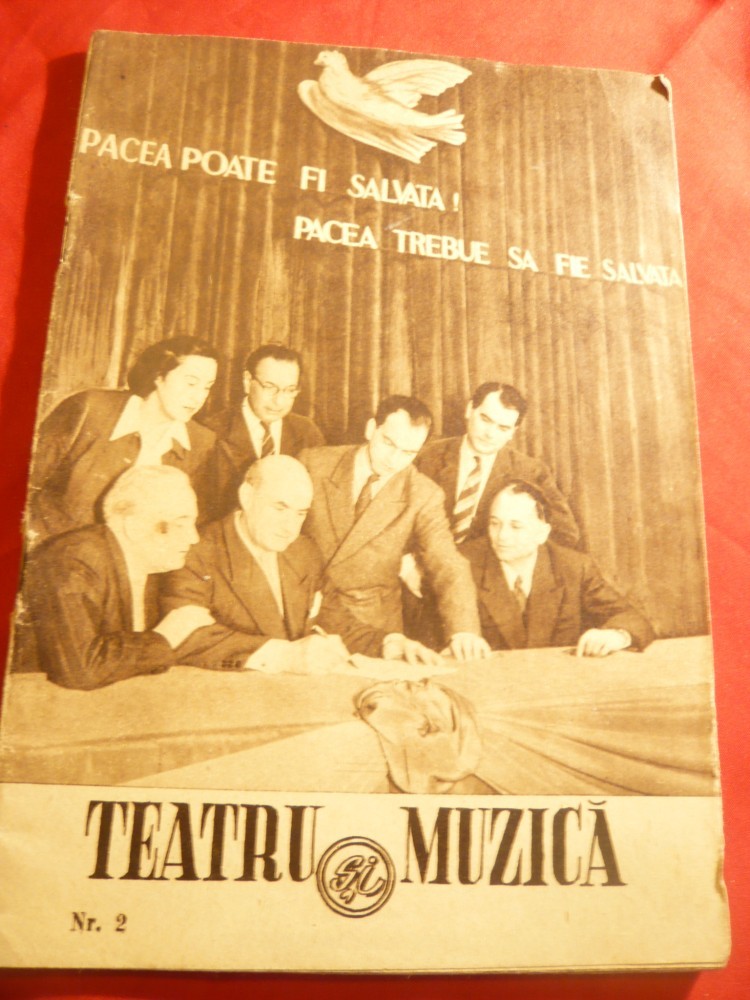 PACEA POATE FI SALVATA!
PACEA TREBUE SA FIE SALVATA
TEATRU și MUZICĂ
Nr. 2